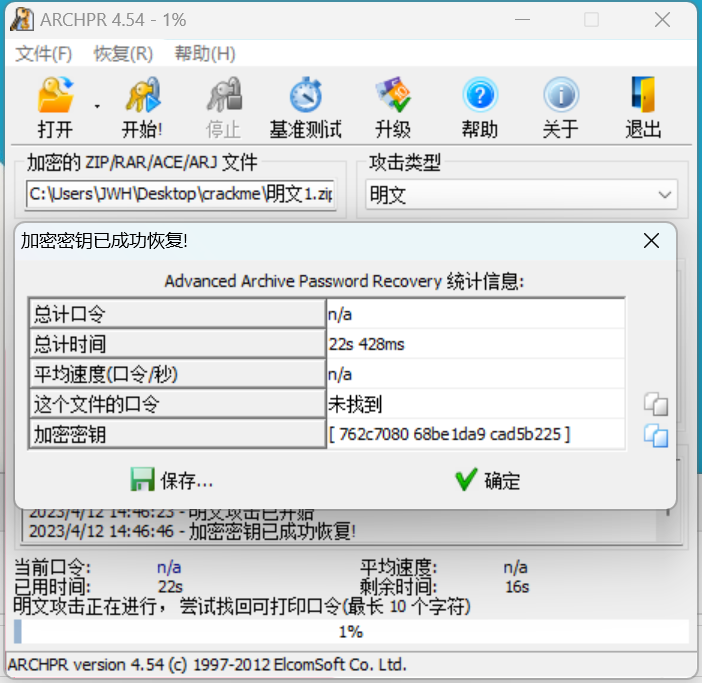 ARCHPR 4.54 - 1%
文件(F) 恢复(R) 帮助(H)
打开 开始! 停止 基准测试 升级 帮助 关于 退出
加密的 ZIP/RAR/ACE/ARJ 文件 攻击类型
C:\Users\JWH\Desktop\crackme\明文1.zip 明文
加密密钥已成功恢复!
Advanced Archive Password Recovery 统计信息:
总计口令 n/a
总计时间 22s 428ms
平均速度(口令/秒) n/a
这个文件的口令 未找到
加密密钥 [ 762c7080 68be1da9 cad5b225 ]
保存... 确定
2023/4/12 14:46:23 - 明文攻击已开始
2023/4/12 14:46:46 - 加密密钥已成功恢复!
当前口令: n/a 平均速度: n/a
已用时间: 22s 剩余时间: 16s
明文攻击正在进行，尝试找回可打印口令(最长 10 个字符)
1%
ARCHPR version 4.54 (c) 1997-2012 ElcomSoft Co. Ltd.